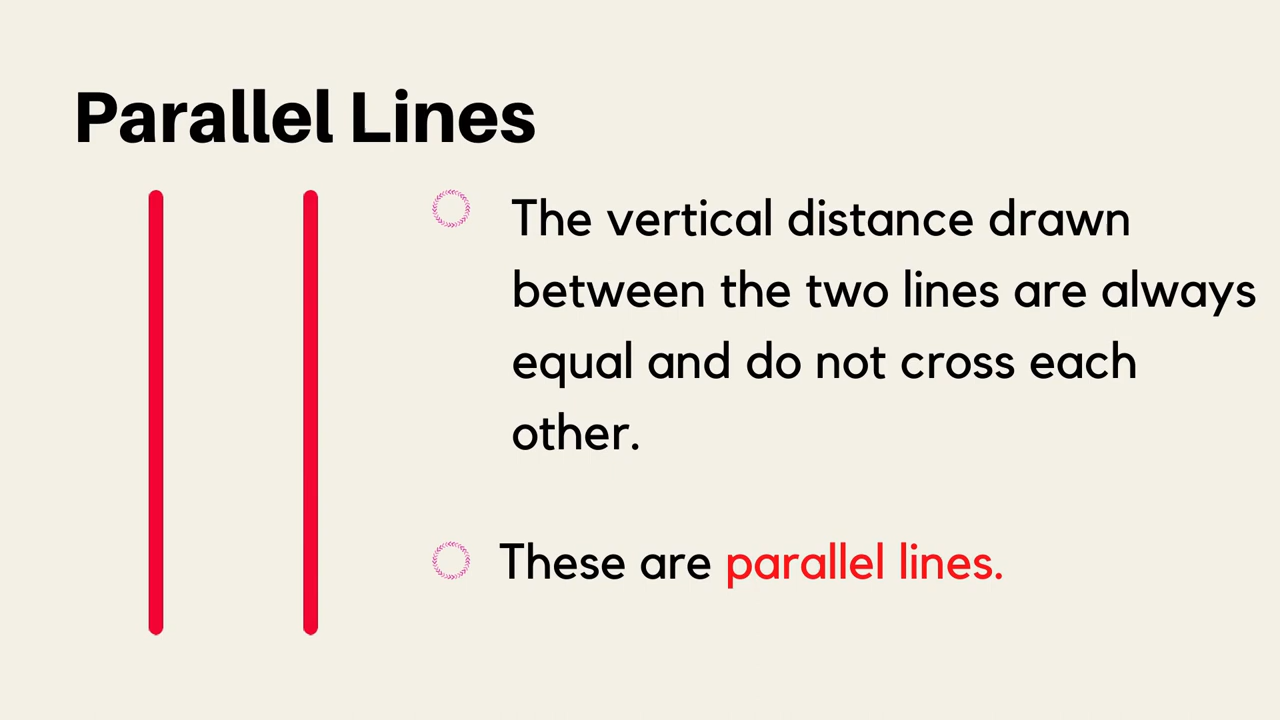 Parallel Lines
The vertical distance drawn
between the two lines are always
equal and do not cross each
other.
These are parallel lines.